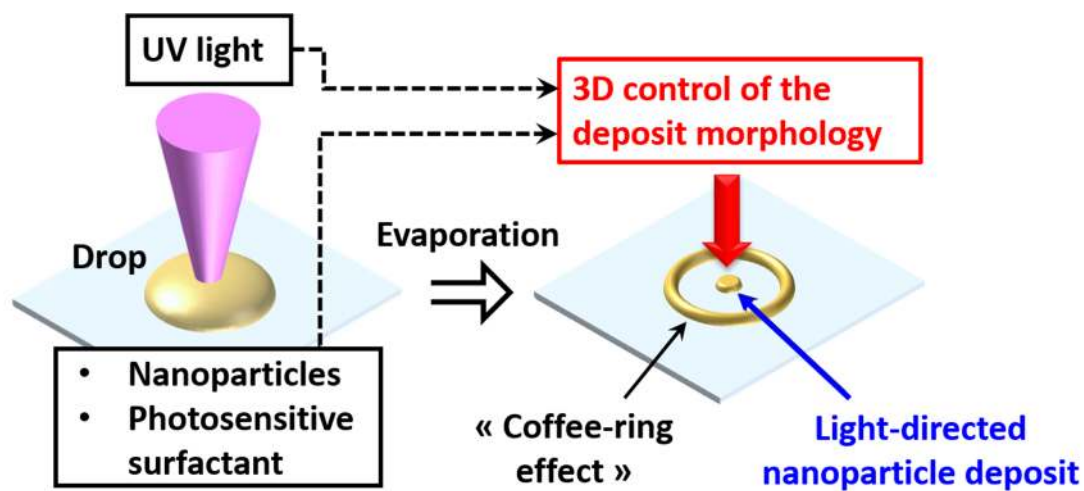 UV light
3D control of the
deposit morphology
Drop
Evaporation
• Nanoparticles
• Photosensitive
surfactant
« Coffee-ring
effect »
Light-directed
nanoparticle deposit